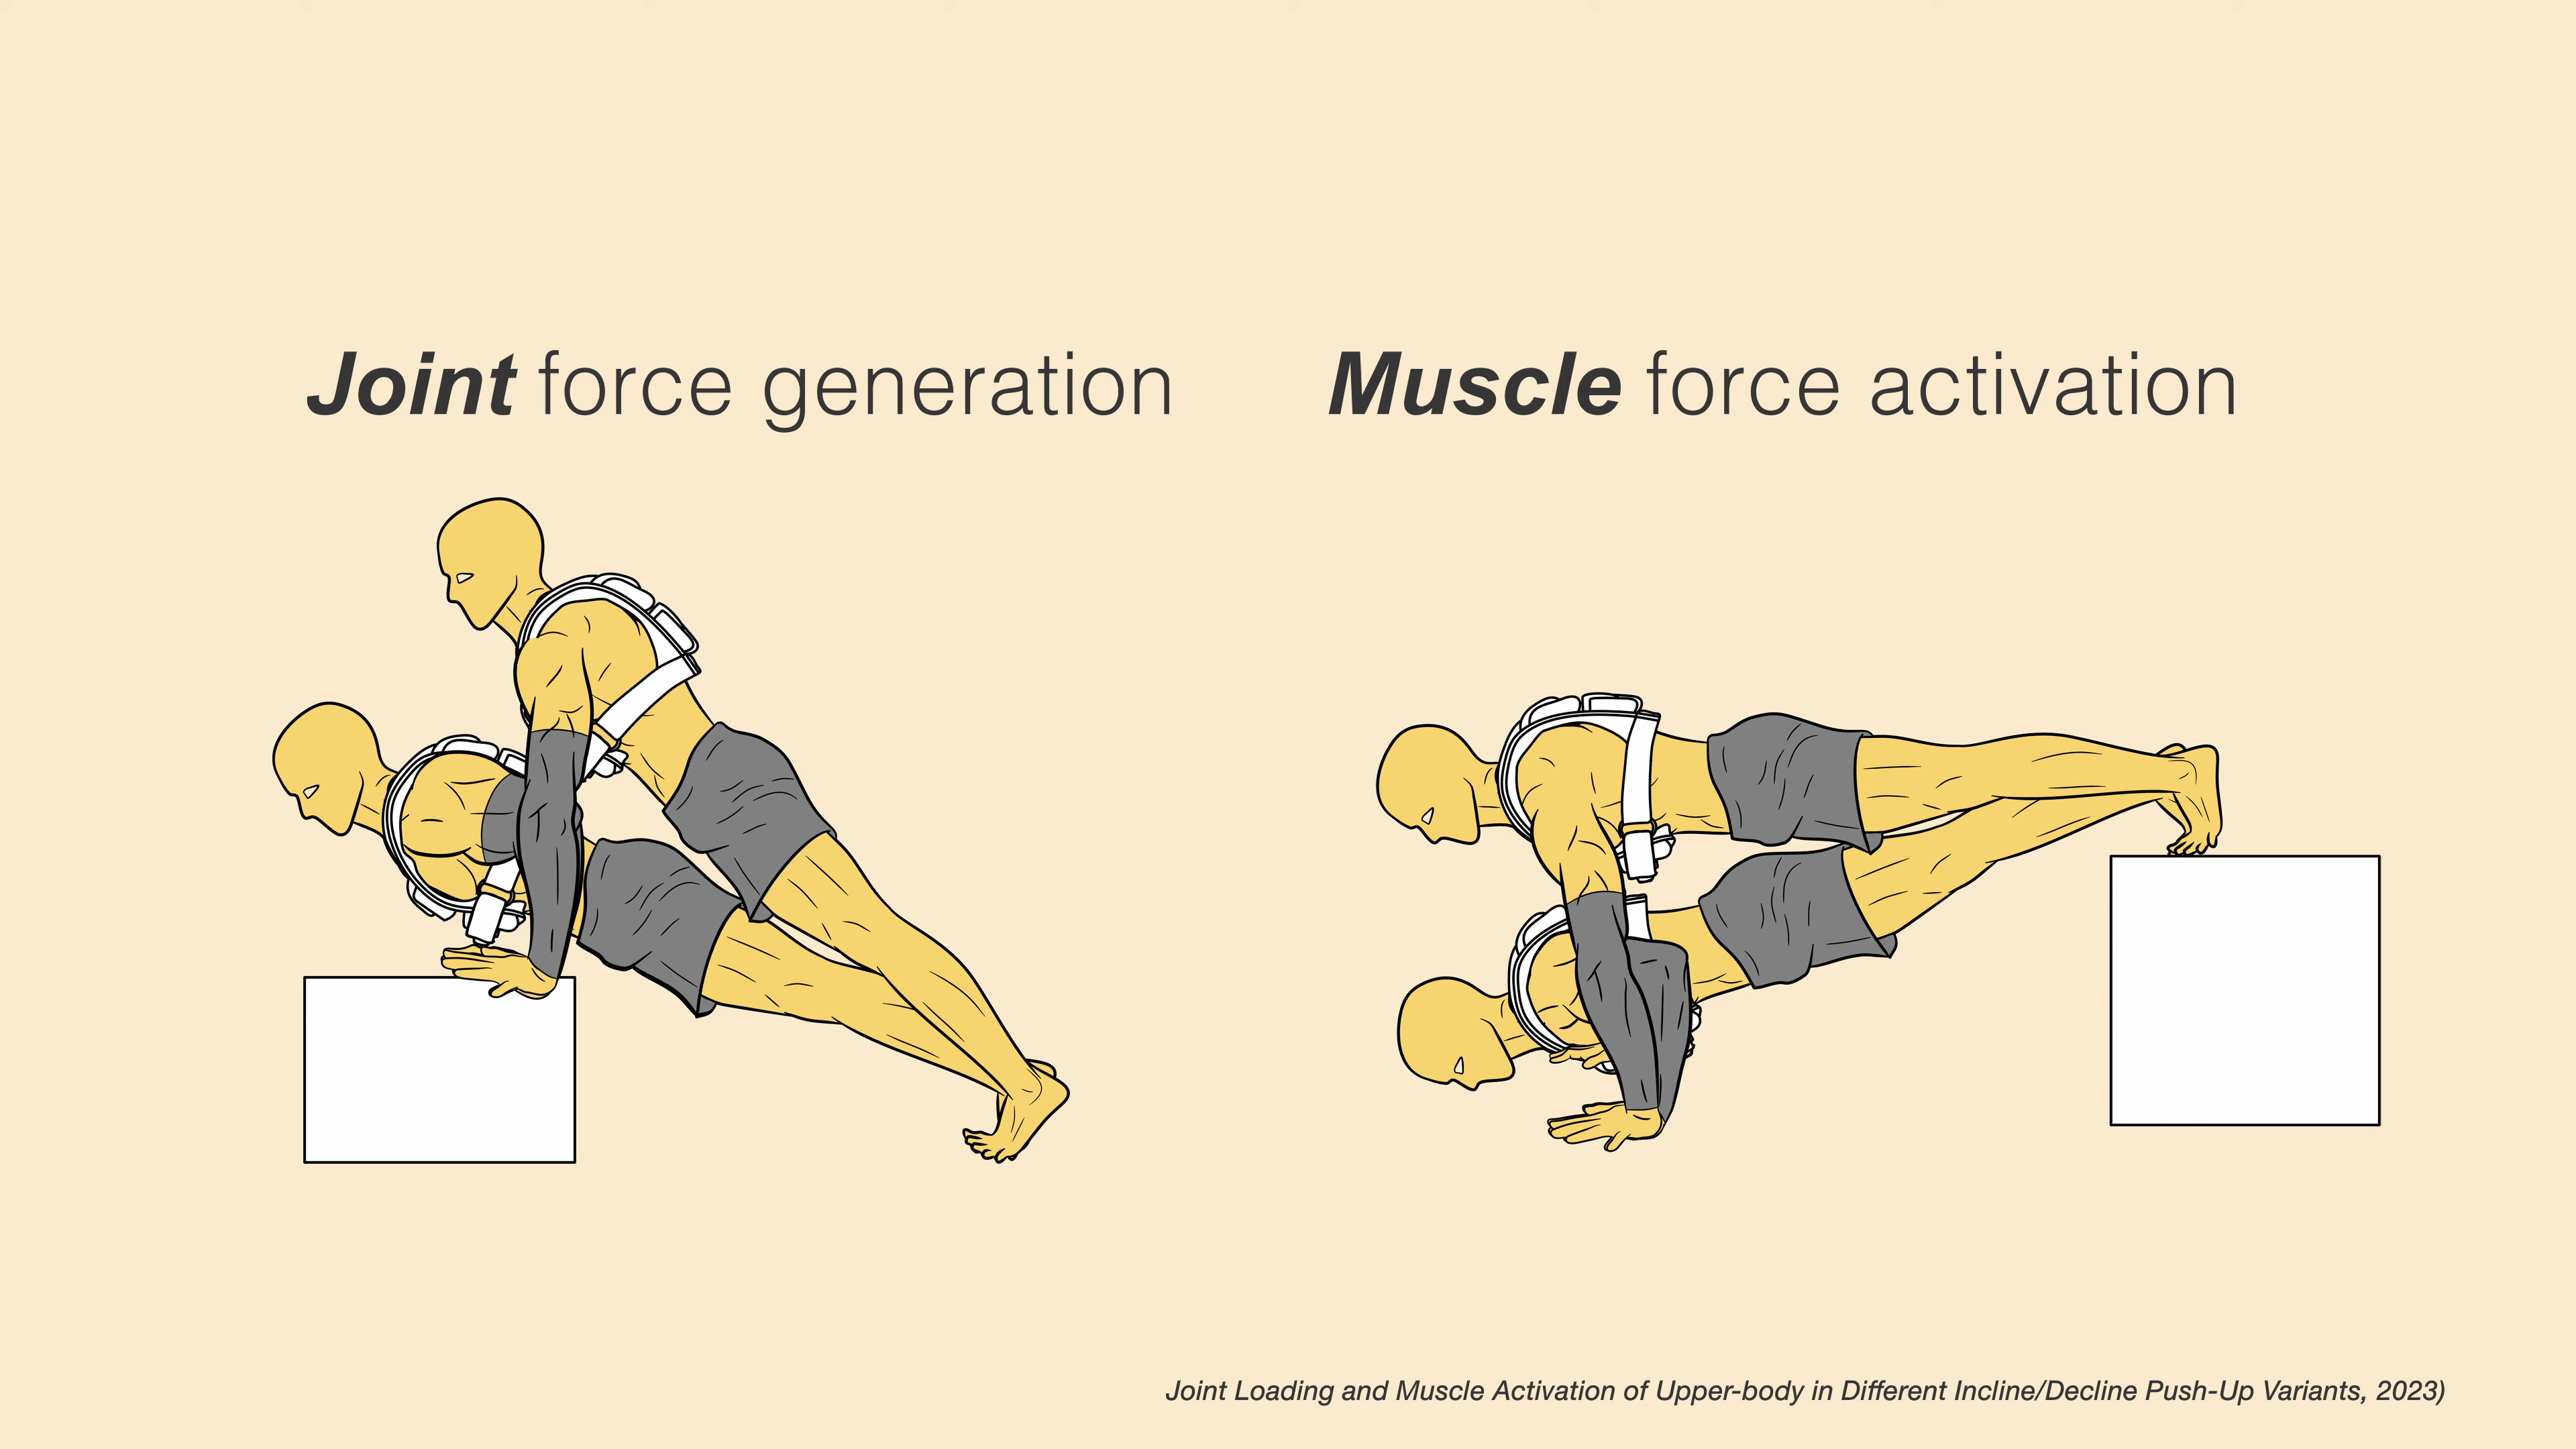 Joint force generation
Muscle force activation
Joint Loading and Muscle Activation of Upper-body in Different Incline/Decline Push-Up Variants, 2023)